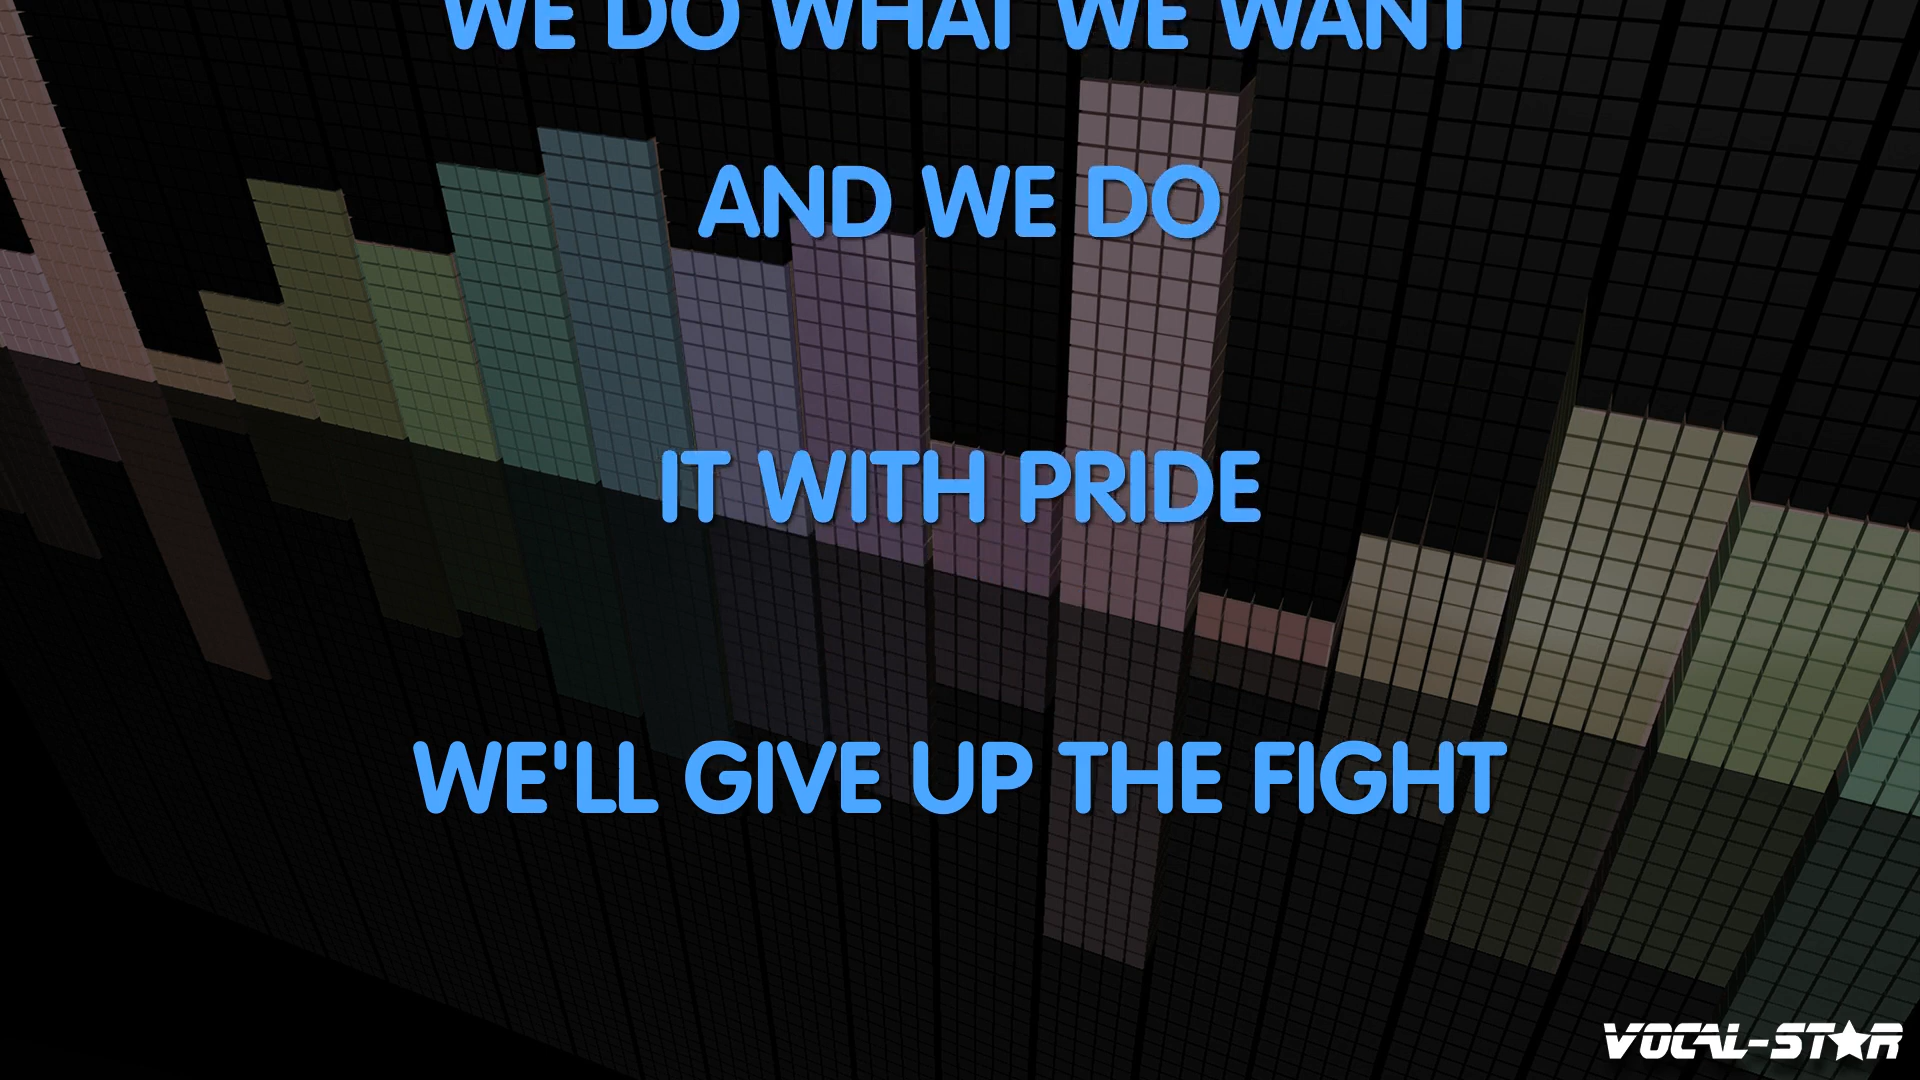 WE DO WHAT WE WANT
AND WE DO
IT WITH PRIDE
WE'LL GIVE UP THE FIGHT
VOCAL-STAR